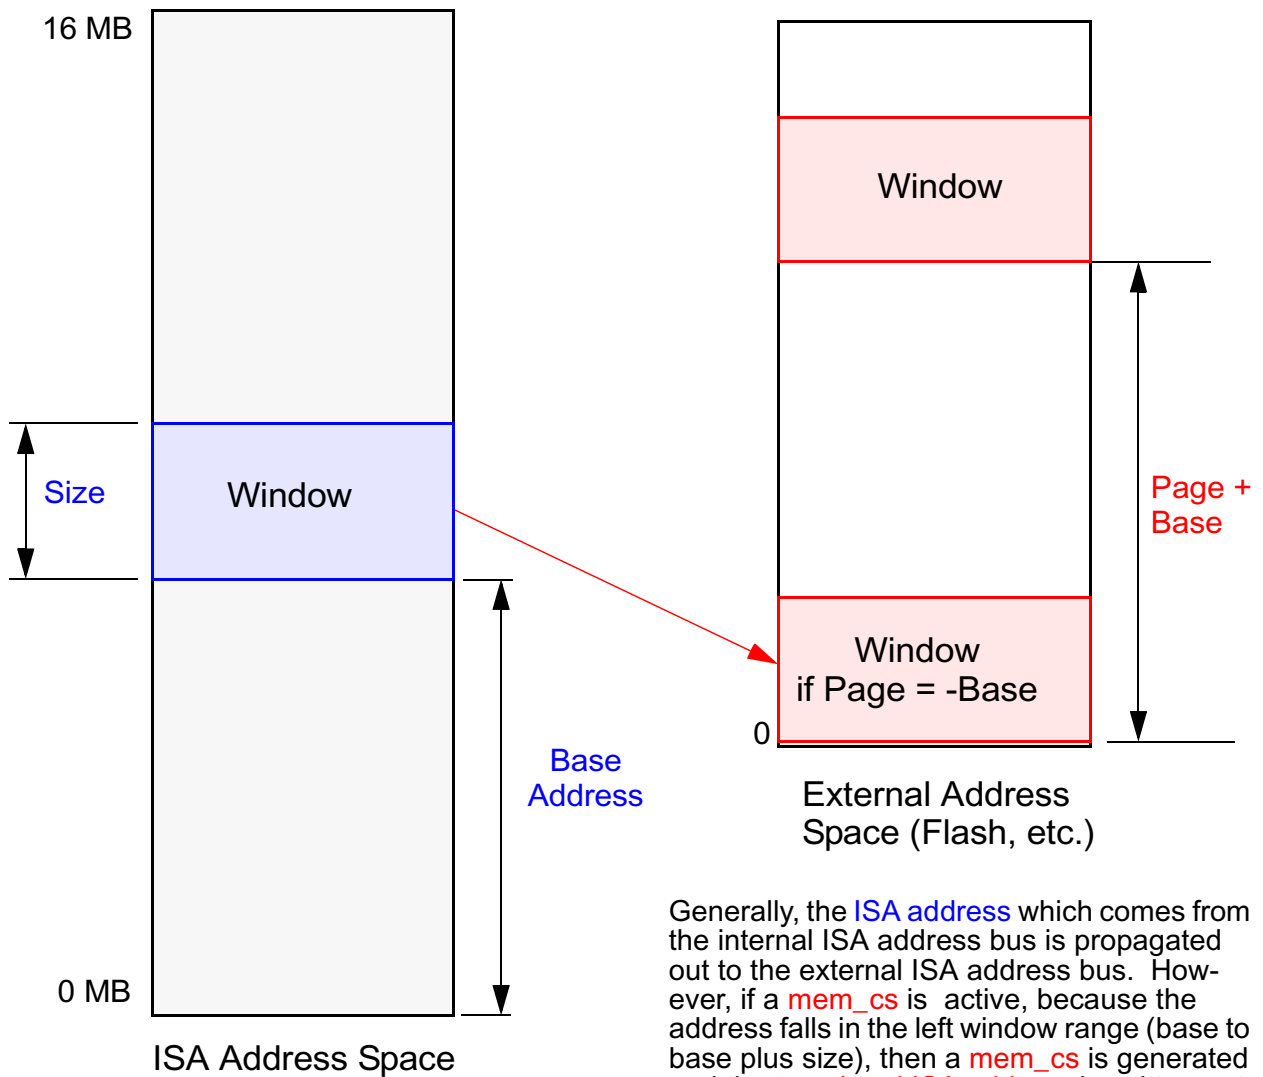 16 MB
Window
Size
Window
Page +
Base
Window
if Page = -Base
0
Base
Address
External Address
Space (Flash, etc.)
0 MB
ISA Address Space
Generally, the ISA address which comes from
the internal ISA address bus is propagated
out to the external ISA address bus.  How-
ever, if a mem_cs is  active, because the
address falls in the left window range (base to
base plus size), then a mem_cs is generated